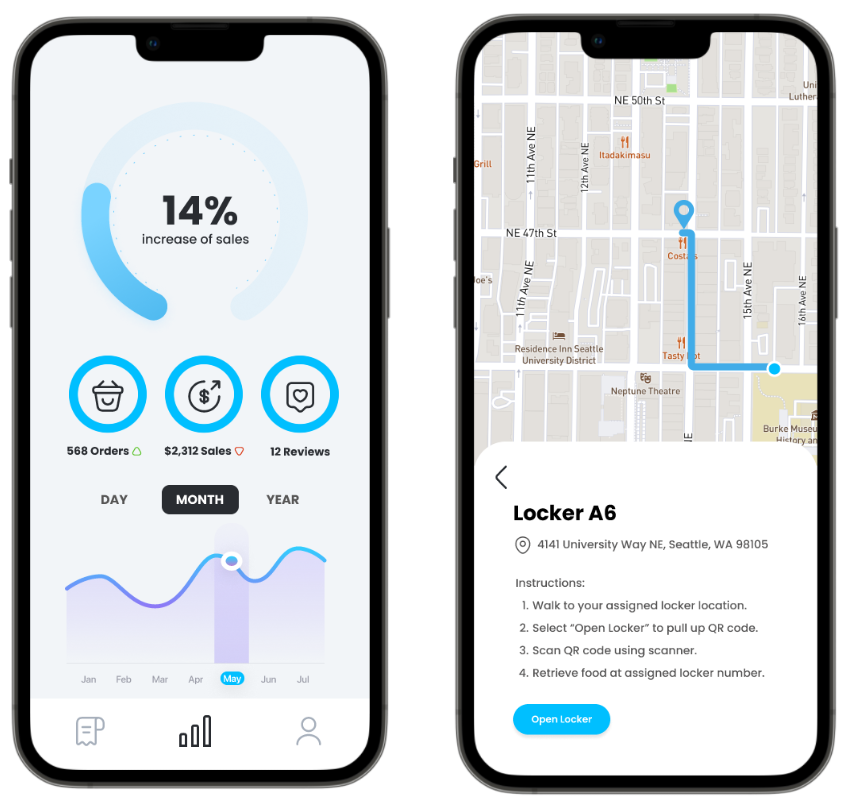 14%
increase of sales
568 Orders
$2,312 Sales
12 Reviews
DAY
MONTH
YEAR
Jan
Feb
Mar
Apr
May
Jun
Jul
NE 50th St
Uni
Luthera
11th Ave NE
12th Ave NE
Itadakimasu
Grill
NE 47th St
Costa's
Joe's
11th Ave NE
15th Ave NE
16th Ave NE
Residence Inn Seattle
University District
Tasty Pot
Neptune Theatre
NE
Burke Museu
History an
Locker A6
4141 University Way NE, Seattle, WA 98105
Instructions:
1. Walk to your assigned locker location.
2. Select “Open Locker” to pull up QR code.
3. Scan QR code using scanner.
4. Retrieve food at assigned locker number.
Open Locker